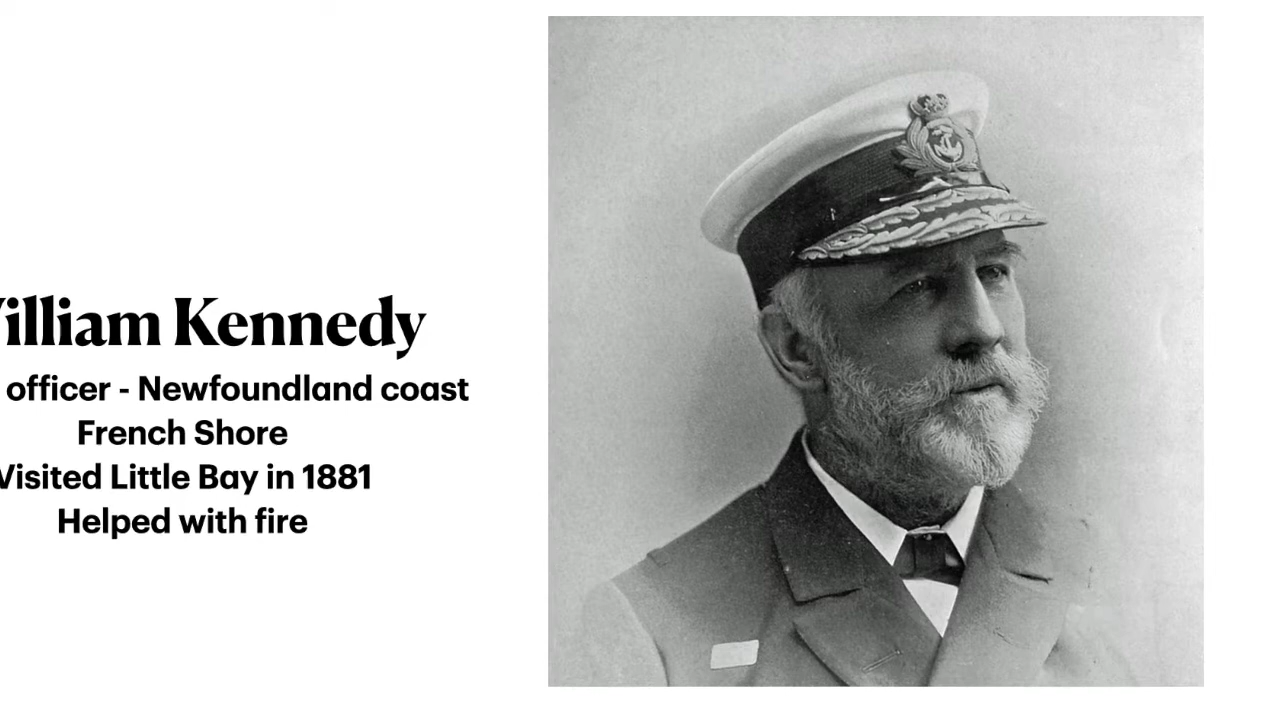 illiam Kennedy
officer - Newfoundland coast
French Shore
Visited Little Bay in 1881
Helped with fire